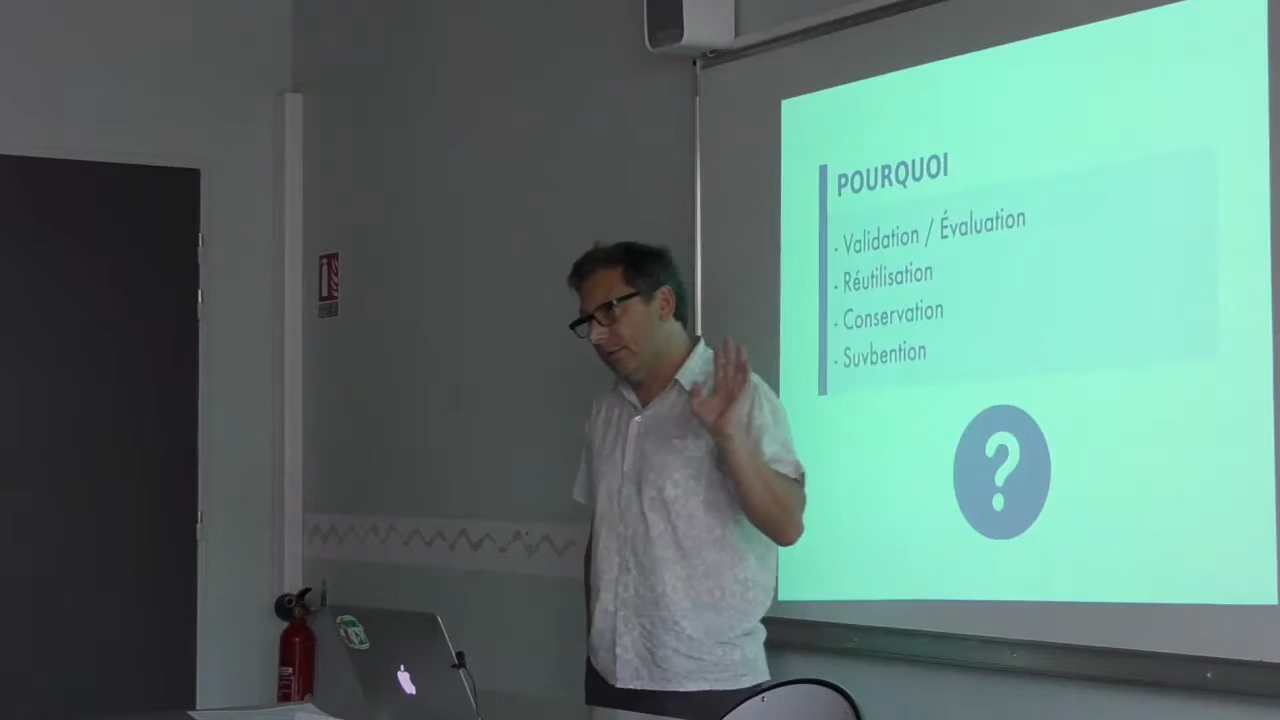 POURQUOI
- Validation / Évaluation
- Réutilisation
- Conservation
- Suvbention
?